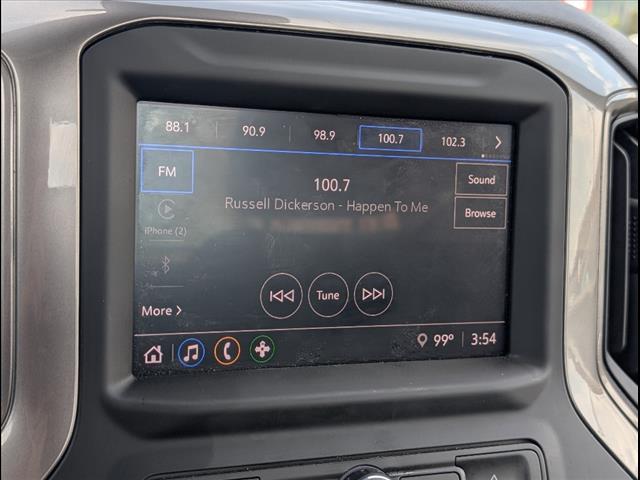 88.1 90.9 98.9 100.7 102.3
FM
100.7
Sound
Russell Dickerson - Happen To Me
Browse
iPhone (2)
Tune
More
99° 3:54